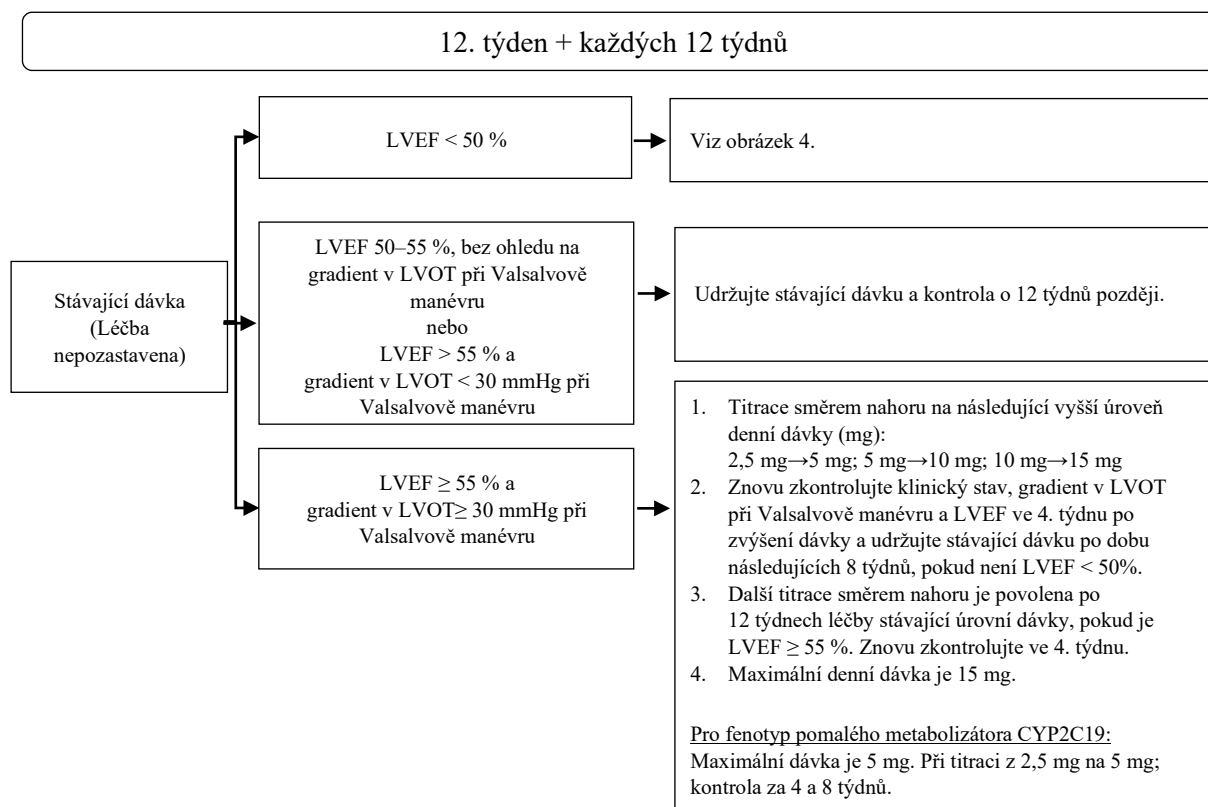 12. týden + každých 12 týdnů
Stávající dávka
(Léčba
nepozastavena)
LVEF < 50 %
Viz obrázek 4.
LVEF 50–55 %, bez ohledu na
gradient v LVOT při Valsalvově
manévru
nebo
LVEF > 55 % a
gradient v LVOT < 30 mmHg při
Valsalvově manévru
Udržujte stávající dávku a kontrola o 12 týdnů později.
LVEF ≥ 55 % a
gradient v LVOT≥ 30 mmHg při
Valsalvově manévru
1. Titrace směrem nahoru na následující vyšší úroveň
denní dávky (mg):
2,5 mg→5 mg; 5 mg→10 mg; 10 mg→15 mg
2. Znovu zkontrolujte klinický stav, gradient v LVOT
při Valsalvově manévru a LVEF ve 4. týdnu po
zvýšení dávky a udržujte stávající dávku po dobu
následujících 8 týdnů, pokud není LVEF < 50%.
3. Další titrace směrem nahoru je povolena po
12 týdnech léčby stávající úrovní dávky, pokud je
LVEF ≥ 55 %. Znovu zkontrolujte ve 4. týdnu.
4. Maximální denní dávka je 15 mg.
Pro fenotyp pomalého metabolizátora CYP2C19:
Maximální dávka je 5 mg. Při titraci z 2,5 mg na 5 mg;
kontrola za 4 a 8 týdnů.